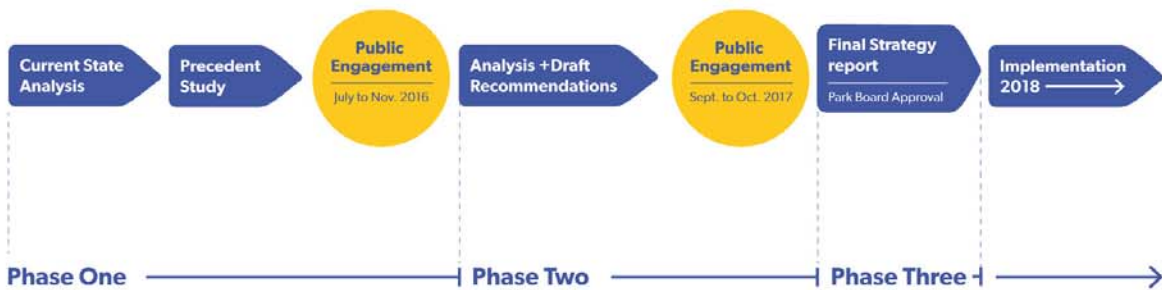 Current State
Analysis
Precedent
Study
Public
Engagement
July to Nov. 2016
Analysis +Draft
Recommendations
Public
Engagement
Sept. to Oct. 2017
Final Strategy
report
Park Board Approval
Implementation
2018
Phase One
Phase Two
Phase Three